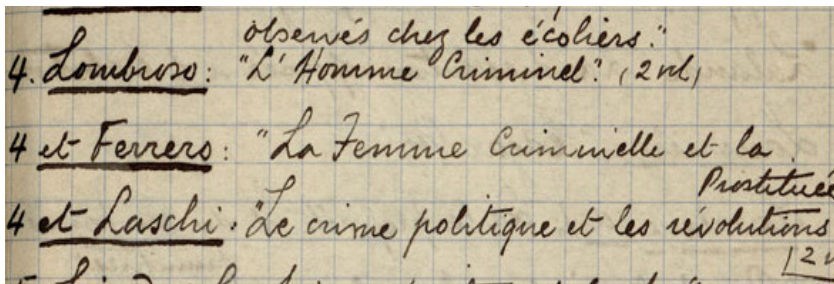 observés chez les écoliers."
4. Lombroso: "L'Homme Criminel". (2 vol)
4 et Ferrero: "La Femme Criminelle et la
Prostituée
4 et Laschi: "Le crime politique et les révolutions
(2 v